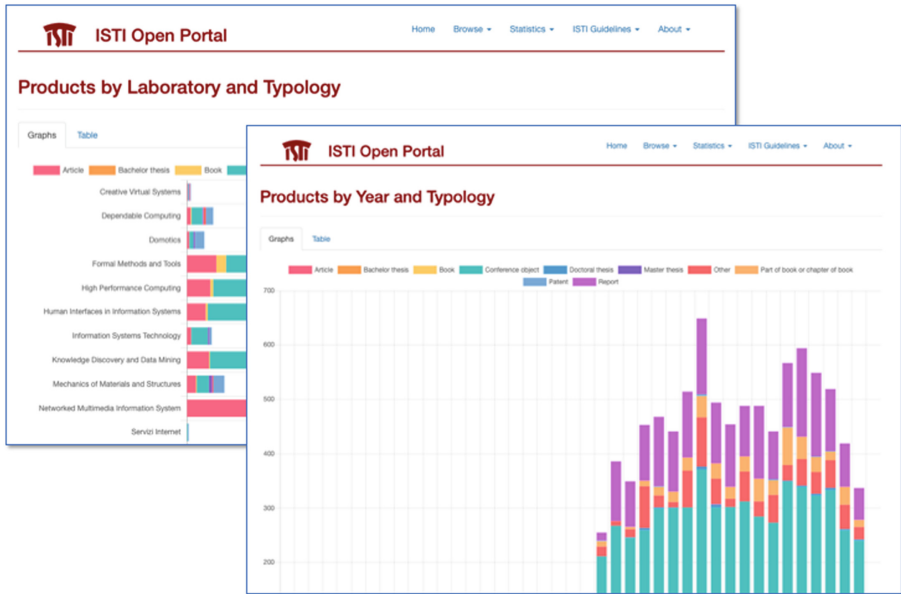 ISTI
ISTI Open Portal
Home Browse Statistics ISTI Guidelines About
Products by Laboratory and Typology
Graphs Table
Article Bachelor thesis Book
Creative Virtual Systems
Dependable Computing
Domotics
Formal Methods and Tools
High Performance Computing
Human Interfaces in Information Systems
Information Systems Technology
Knowledge Discovery and Data Mining
Mechanics of Materials and Structures
Networked Multimedia Information System
Servizi Internet
ISTI
ISTI Open Portal
Home Browse Statistics ISTI Guidelines About
Products by Year and Typology
Graphs Table
Article Bachelor thesis Book Conference object Doctoral thesis Master thesis Other Part of book or chapter of book
Patent Report
700
600
500
400
300
200